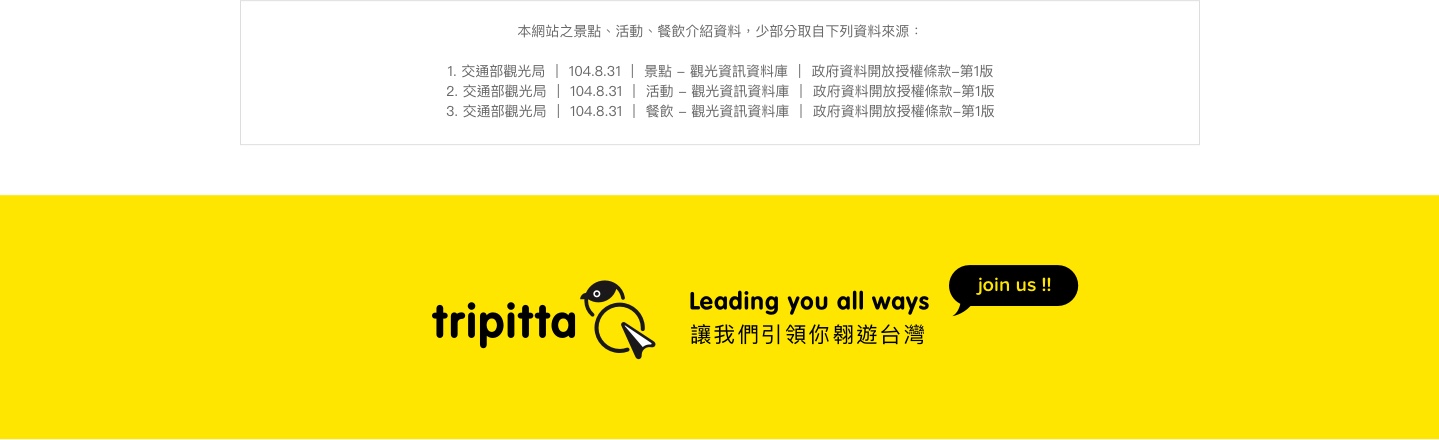 本網站之景點、活動、餐飲介紹資料，少部分取自下列資料來源：
1. 交通部觀光局 | 104.8.31 | 景點 – 觀光資訊資料庫 | 政府資料開放授權條款–第1版
2. 交通部觀光局 | 104.8.31 | 活動 – 觀光資訊資料庫 | 政府資料開放授權條款–第1版
3. 交通部觀光局 | 104.8.31 | 餐飲 – 觀光資訊資料庫 | 政府資料開放授權條款–第1版
tripitta
Leading you all ways
讓我們引領你翱遊台灣
join us !!